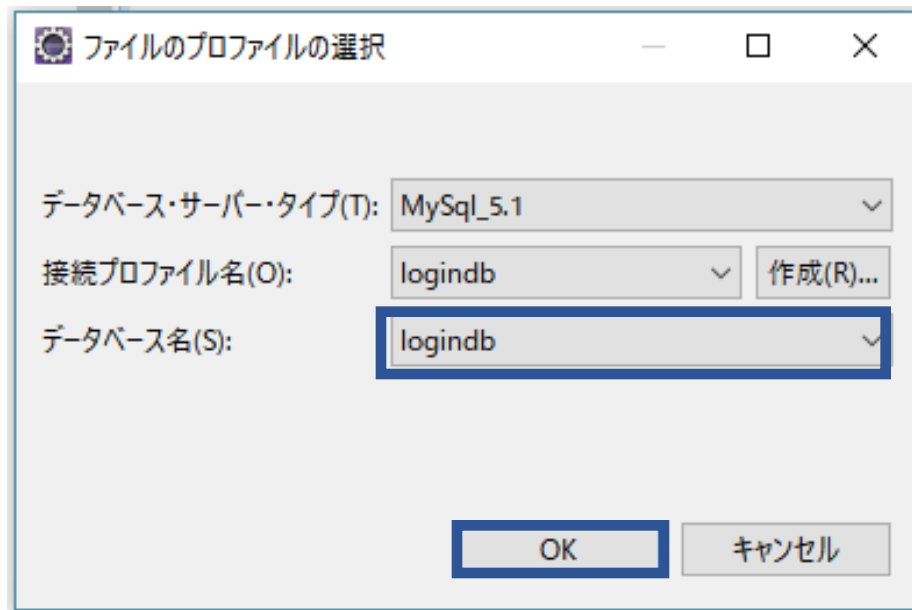 ファイルのプロファイルの選択
データベース・サーバー・タイプ(T): MySql_5.1
接続プロファイル名(O): logindb 作成(R)...
データベース名(S): logindb
OK キャンセル